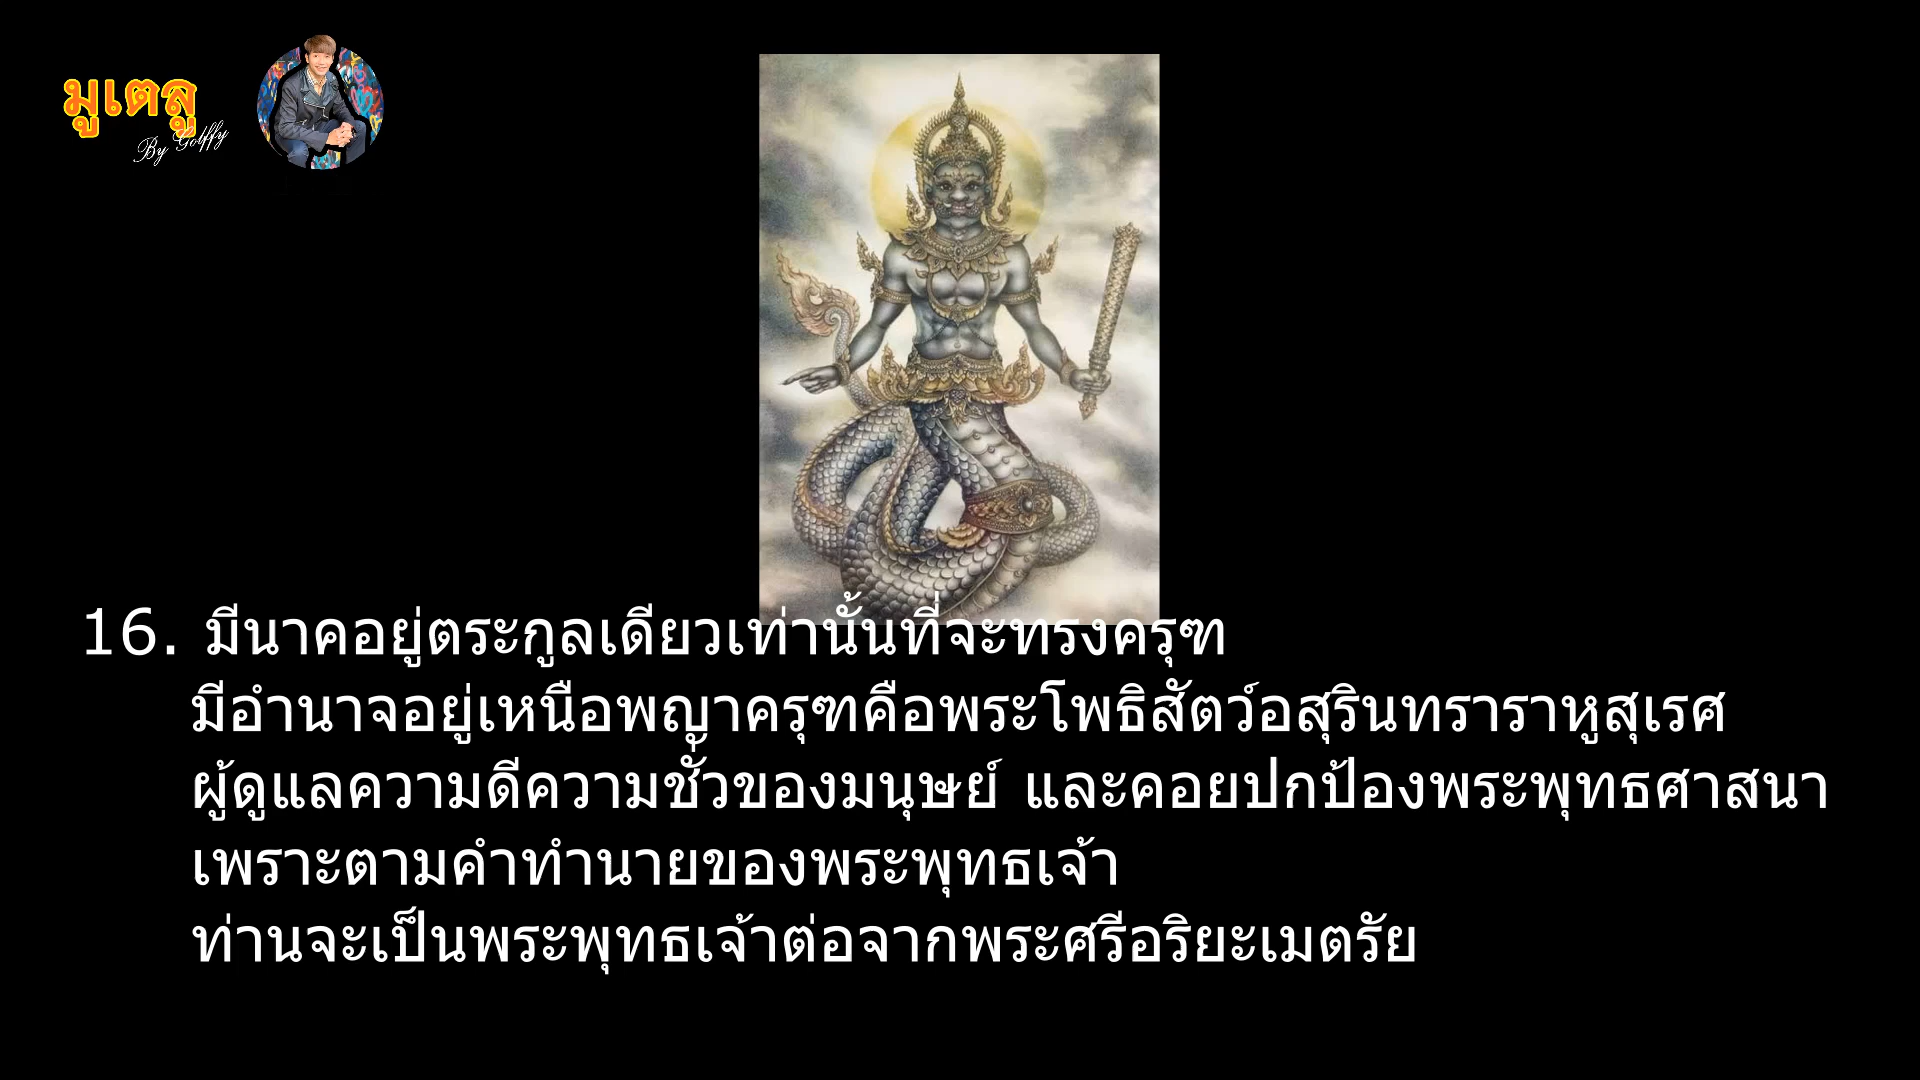 มูเตลู
By Golffy
16. มีนาคอยู่ตระกูลเดียวเท่านั้นที่จะทรงครุฑ
มีอำนาจอยู่เหนือพญาครุฑคือพระโพธิสัตว์อสุรินทราราหูสุเรศ
ผู้ดูแลความดีความชั่วของมนุษย์ และคอยปกป้องพระพุทธศาสนา
เพราะตามคำทำนายของพระพุทธเจ้า
ท่านจะเป็นพระพุทธเจ้าต่อจากพระศรีอริยะเมตรัย